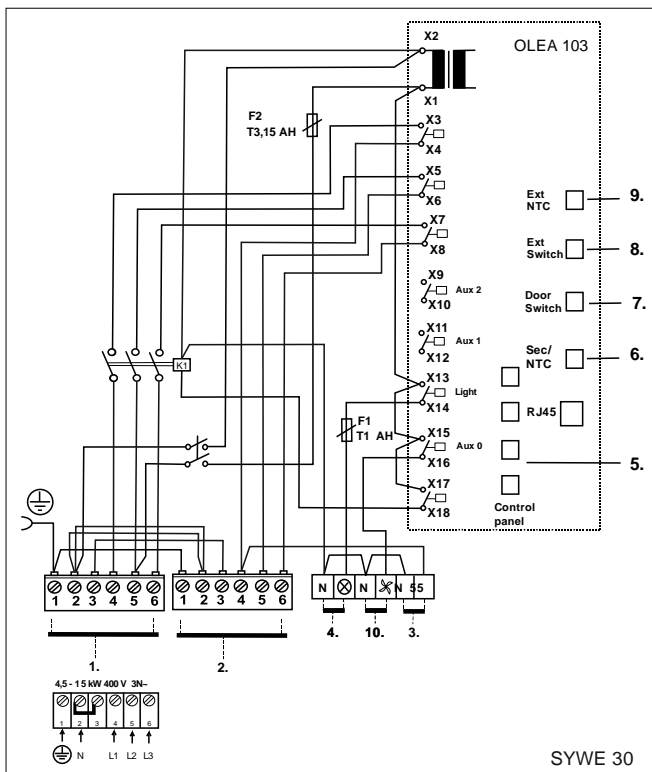 X2
OLEA 103
X1
F2
T3,15 AH
X3
X4
X5
X6
Ext
NTC
9.
X7
X8
Ext
Switch
8.
X9
X10
Aux 2
Door
Switch
7.
X11
X12
Aux 1
Sec/
NTC
6.
K1
X13
X14
Light
RJ45
F1
T1 AH
X15
X16
Aux 0
5.
X17
X18
Control
panel
1 2 3 4 5 6
1 2 3 4 5 6
N N N 55
4. 10. 3.
1.
2.
4,5 - 15 kW 400 V 3N~
1 2 3 4 5 6
N L1 L2 L3
SYWE 30